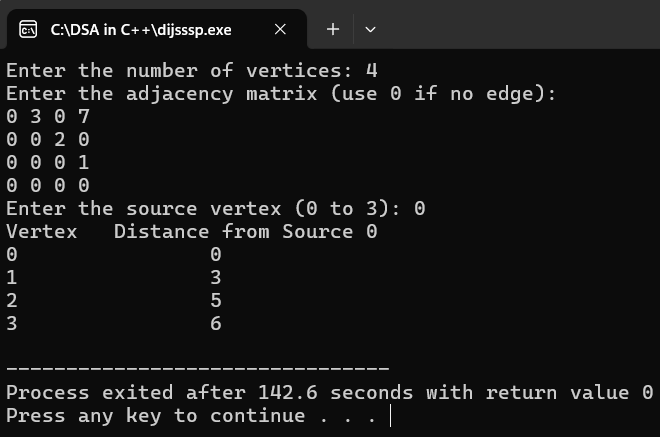 C:\DSA in C++\dijsssp.exe
Enter the number of vertices: 4
Enter the adjacency matrix (use 0 if no edge):
0 3 0 7
0 0 2 0
0 0 0 1
0 0 0 0
Enter the source vertex (0 to 3): 0
Vertex   Distance from Source 0
0                0
1                3
2                5
3                6
--------------------------------
Process exited after 142.6 seconds with return value 0
Press any key to continue . . .